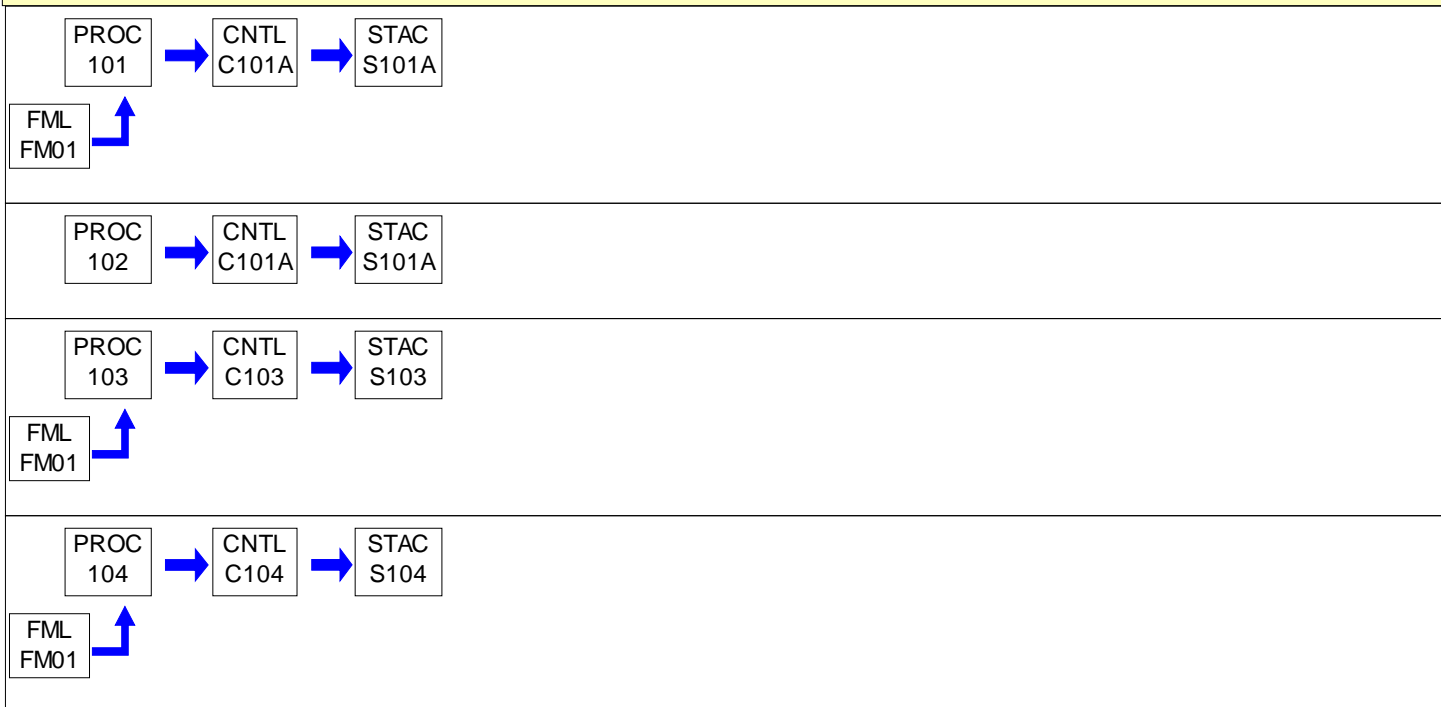 PROC
101
CNTL
C101A
STAC
S101A
FML
FM01
PROC
102
CNTL
C101A
STAC
S101A
PROC
103
CNTL
C103
STAC
S103
FML
FM01
PROC
104
CNTL
C104
STAC
S104
FML
FM01